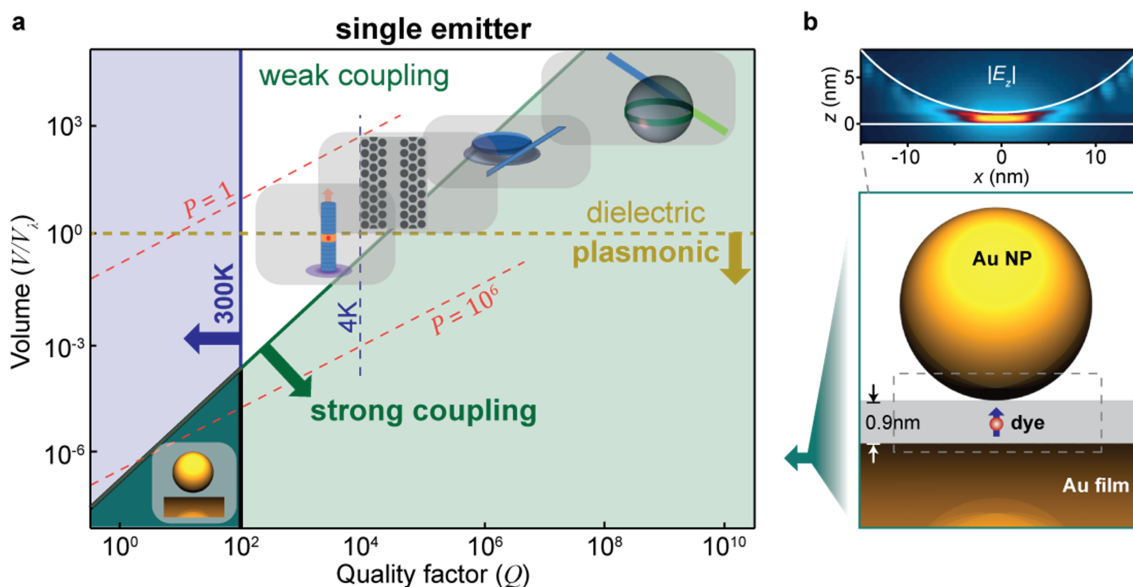 a
single emitter
weak coupling
P = 1
dielectric
plasmonic
300K
4K
P = 10⁶
strong coupling
Volume (V/Vλ)
10³
10⁰
10⁻³
10⁻⁶
10⁰ 10² 10⁴ 10⁶ 10⁸ 10¹⁰
Quality factor (Q)
b
|E_z|
z (nm)
5
0
-10 0 10
x (nm)
Au NP
0.9nm
dye
Au film